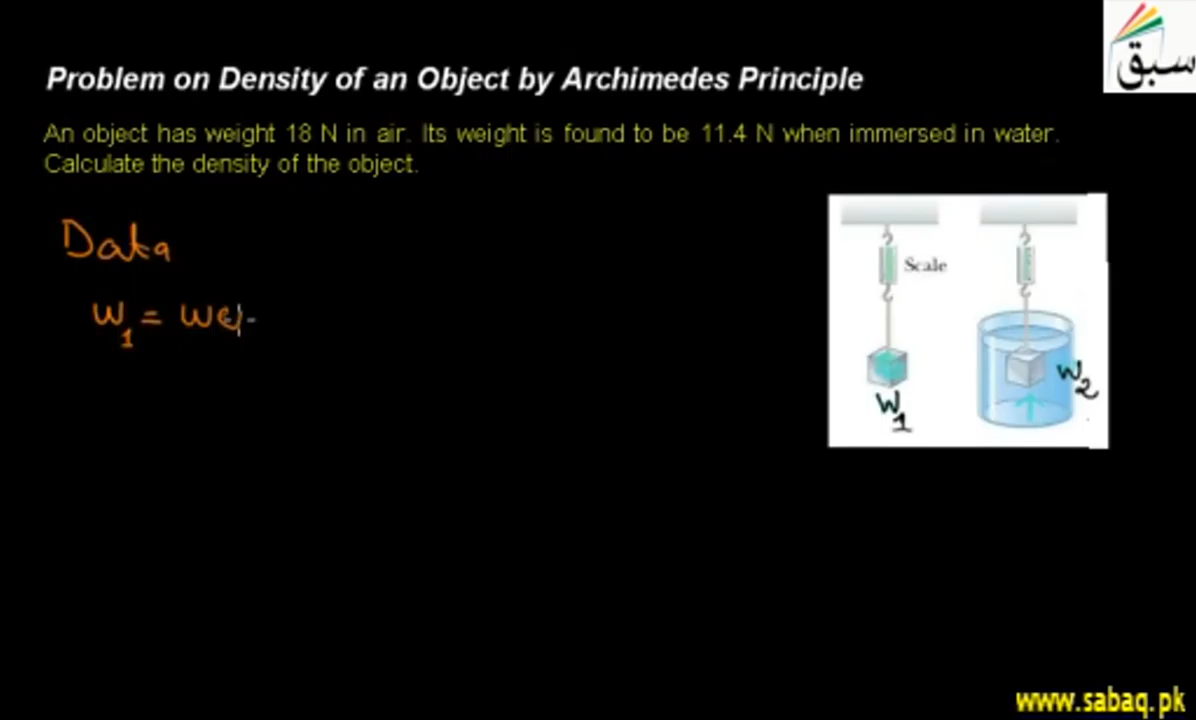 سبق
Problem on Density of an Object by Archimedes Principle
An object has weight 18 N in air. Its weight is found to be 11.4 N when immersed in water.
Calculate the density of the object.
Data
W1 = we
Scale
W1
W2
www.sabaq.pk